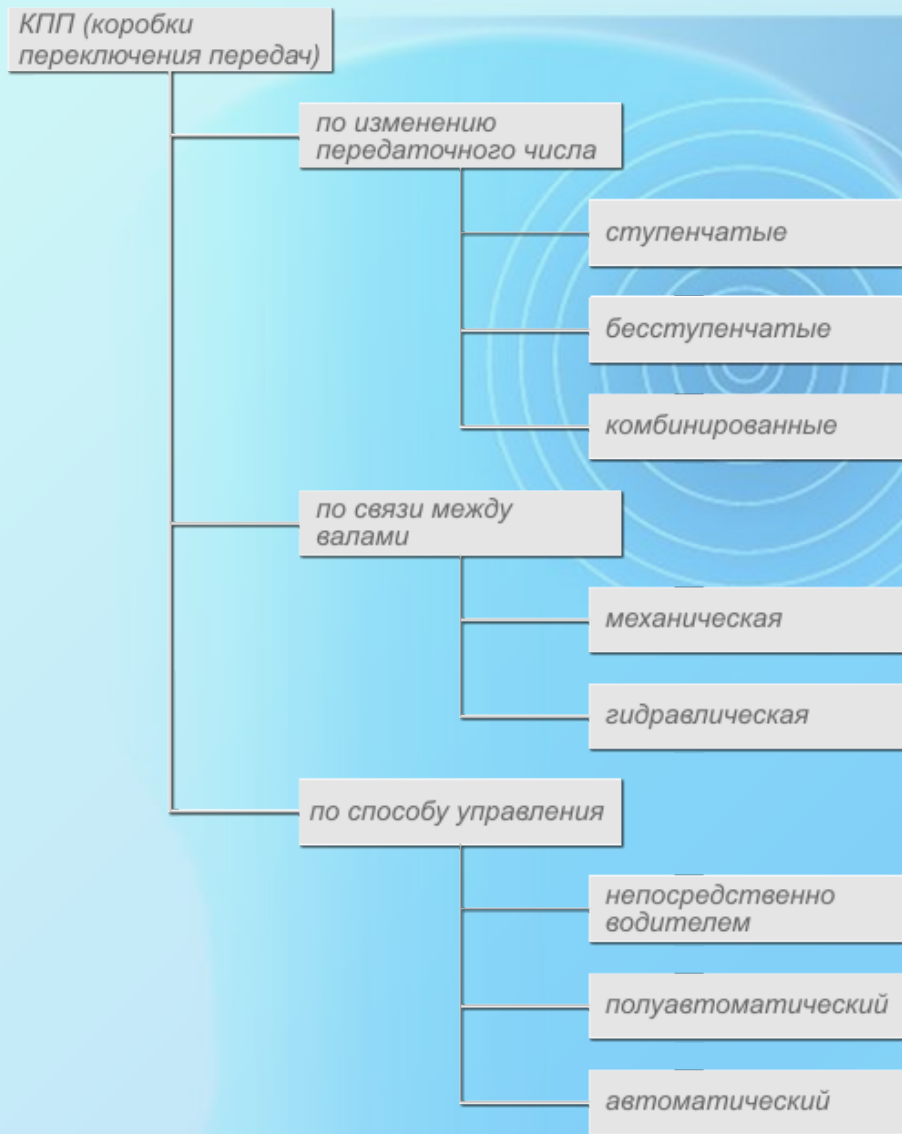 КПП (коробки
переключения передач)
по изменению
передаточного числа
ступенчатые
бесступенчатые
комбинированные
по связи между
валами
механическая
гидравлическая
по способу управления
непосредственно
водителем
полуавтоматический
автоматический